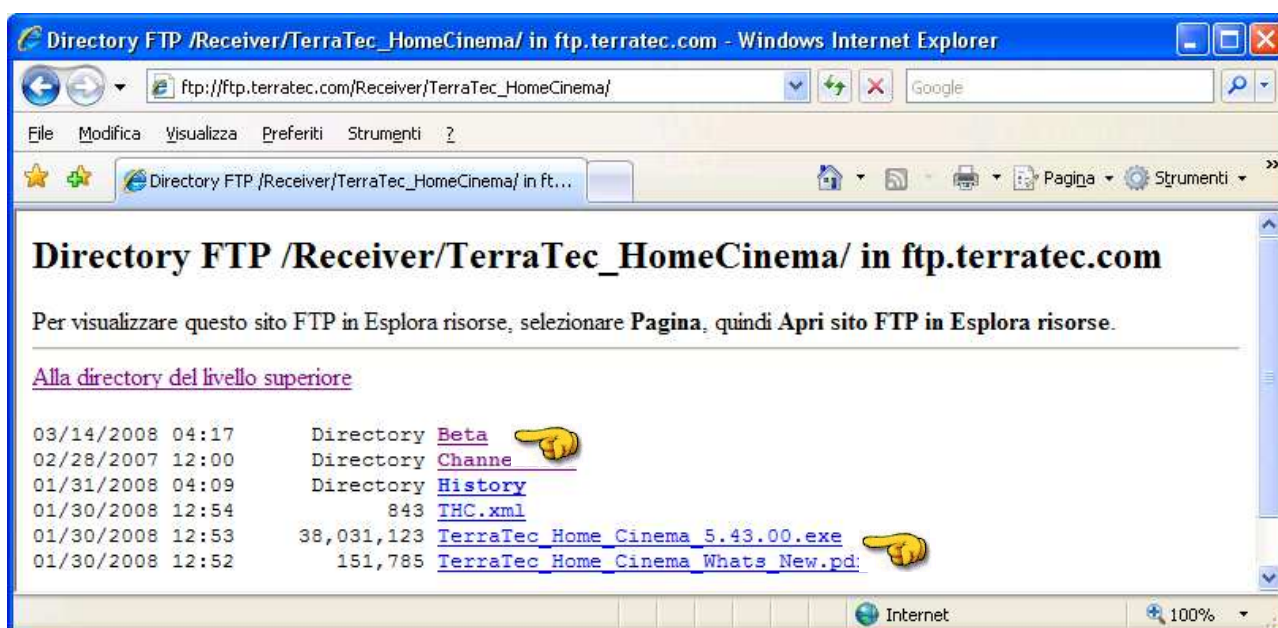 Directory FTP /Receiver/TerraTec_HomeCinema/ in ftp.terratec.com - Windows Internet Explorer
ftp://ftp.terratec.com/Receiver/TerraTec_HomeCinema/ Google
File Modifica Visualizza Preferiti Strumenti ?
Directory FTP /Receiver/TerraTec_HomeCinema/ in ft... Pagina Strumenti »
Directory FTP /Receiver/TerraTec_HomeCinema/ in ftp.terratec.com
Per visualizzare questo sito FTP in Esplora risorse, selezionare Pagina, quindi Apri sito FTP in Esplora risorse.
Alla directory del livello superiore
03/14/2008 04:17 Directory Beta
02/28/2007 12:00 Directory Channe
01/31/2008 04:09 Directory History
01/30/2008 12:54 843 THC.xml
01/30/2008 12:53 38,031,123 TerraTec_Home_Cinema_5.43.00.exe
01/30/2008 12:52 151,785 TerraTec_Home_Cinema_Whats_New.pd
Internet 100%